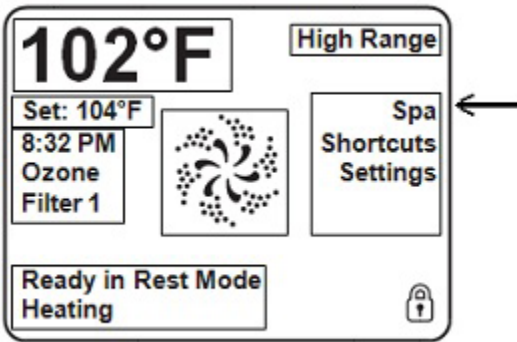 102°F
High Range
Set: 104°F
8:32 PM
Ozone
Filter 1
Spa
Shortcuts
Settings
Ready in Rest Mode
Heating